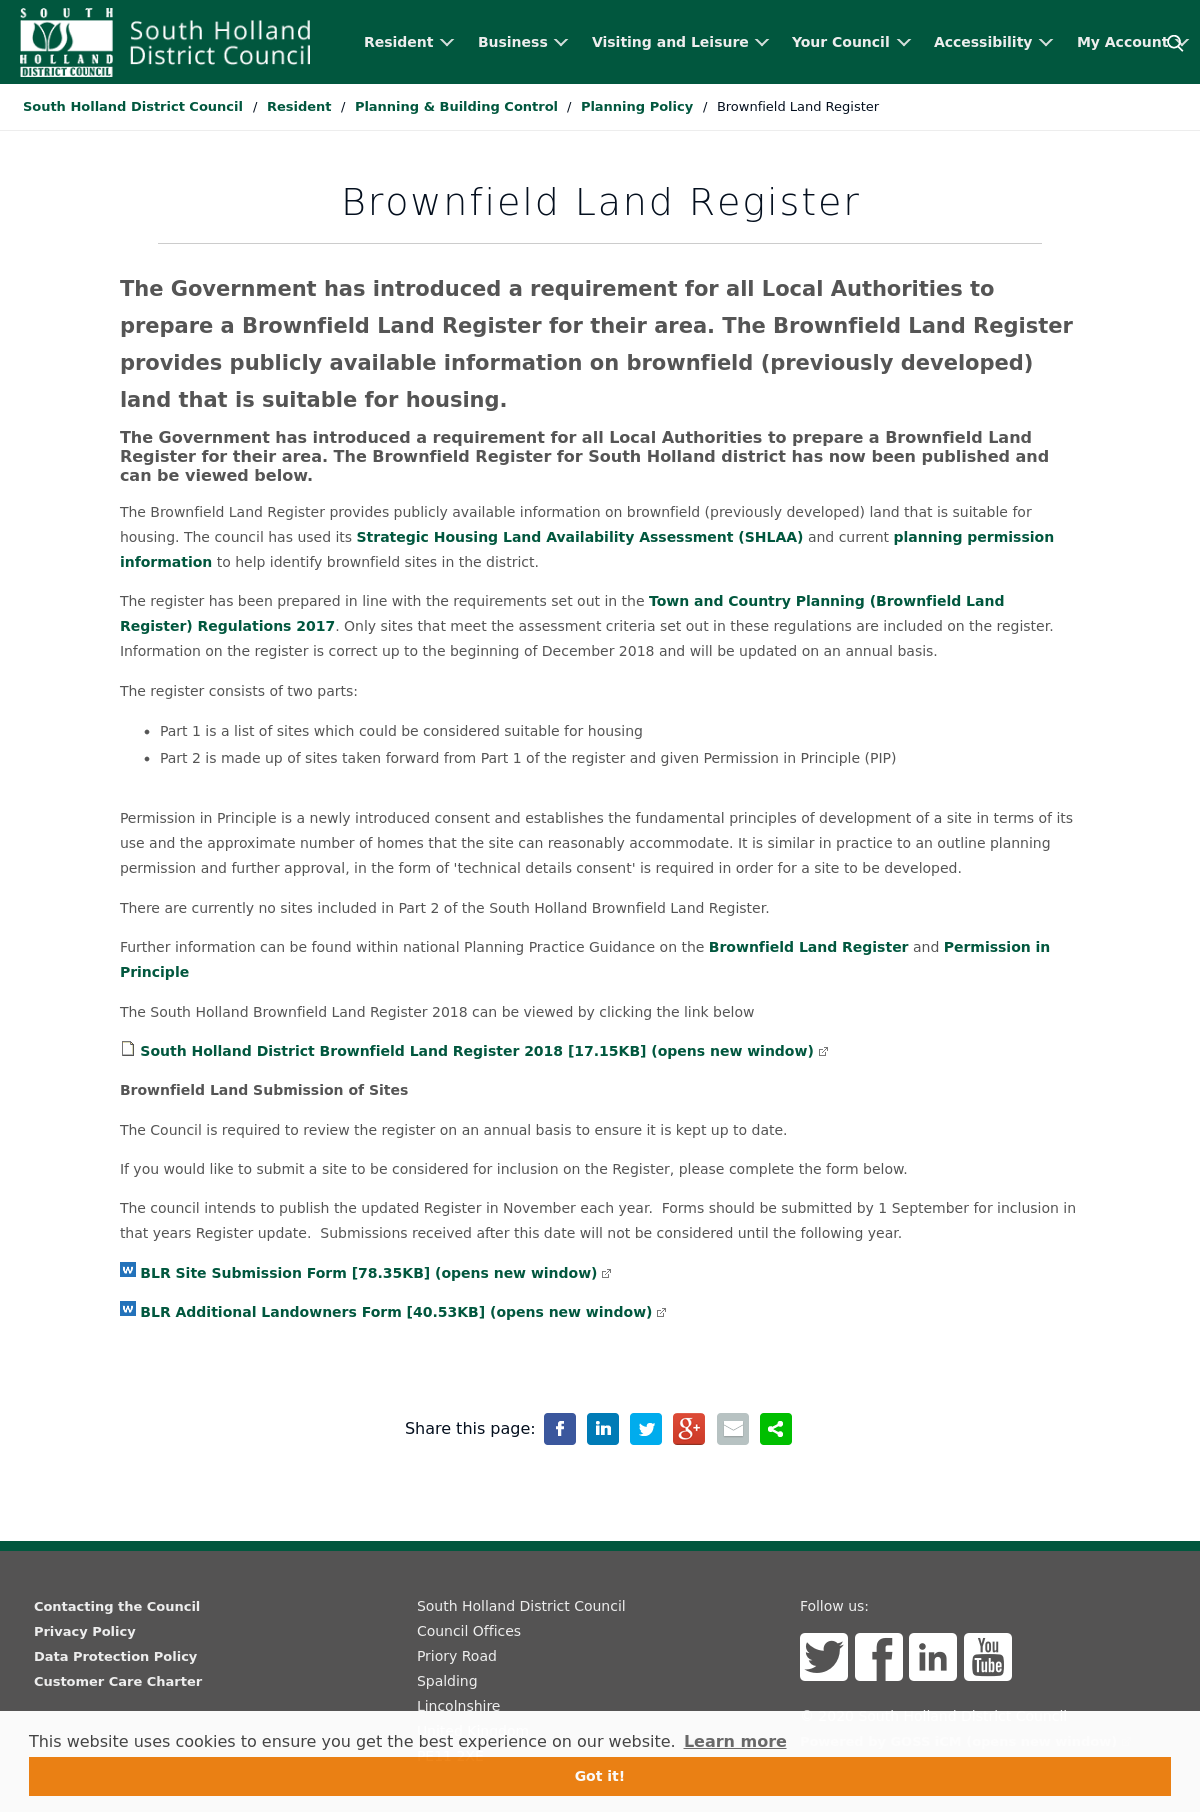 SOUTH
HOLLAND
DISTRICT COUNCIL
South Holland
District Council
Resident Business Visiting and Leisure Your Council Accessibility My Account
South Holland District Council / Resident / Planning & Building Control / Planning Policy / Brownfield Land Register
Brownfield Land Register
The Government has introduced a requirement for all Local Authorities to
prepare a Brownfield Land Register for their area. The Brownfield Land Register
provides publicly available information on brownfield (previously developed)
land that is suitable for housing.
The Government has introduced a requirement for all Local Authorities to prepare a Brownfield Land
Register for their area. The Brownfield Register for South Holland district has now been published and
can be viewed below.
The Brownfield Land Register provides publicly available information on brownfield (previously developed) land that is suitable for
housing. The council has used its Strategic Housing Land Availability Assessment (SHLAA) and current planning permission
information to help identify brownfield sites in the district.
The register has been prepared in line with the requirements set out in the Town and Country Planning (Brownfield Land
Register) Regulations 2017. Only sites that meet the assessment criteria set out in these regulations are included on the register.
Information on the register is correct up to the beginning of December 2018 and will be updated on an annual basis.
The register consists of two parts:
• Part 1 is a list of sites which could be considered suitable for housing
• Part 2 is made up of sites taken forward from Part 1 of the register and given Permission in Principle (PIP)
Permission in Principle is a newly introduced consent and establishes the fundamental principles of development of a site in terms of its
use and the approximate number of homes that the site can reasonably accommodate. It is similar in practice to an outline planning
permission and further approval, in the form of 'technical details consent' is required in order for a site to be developed.
There are currently no sites included in Part 2 of the South Holland Brownfield Land Register.
Further information can be found within national Planning Practice Guidance on the Brownfield Land Register and Permission in
Principle
The South Holland Brownfield Land Register 2018 can be viewed by clicking the link below
South Holland District Brownfield Land Register 2018 [17.15KB] (opens new window)
Brownfield Land Submission of Sites
The Council is required to review the register on an annual basis to ensure it is kept up to date.
If you would like to submit a site to be considered for inclusion on the Register, please complete the form below.
The council intends to publish the updated Register in November each year.  Forms should be submitted by 1 September for inclusion in
that years Register update.  Submissions received after this date will not be considered until the following year.
BLR Site Submission Form [78.35KB] (opens new window)
BLR Additional Landowners Form [40.53KB] (opens new window)
Share this page:
Contacting the Council
Privacy Policy
Data Protection Policy
Customer Care Charter
South Holland District Council
Council Offices
Priory Road
Spalding
Lincolnshire
Follow us:
You
Tube
This website uses cookies to ensure you get the best experience on our website. Learn more
Got it!